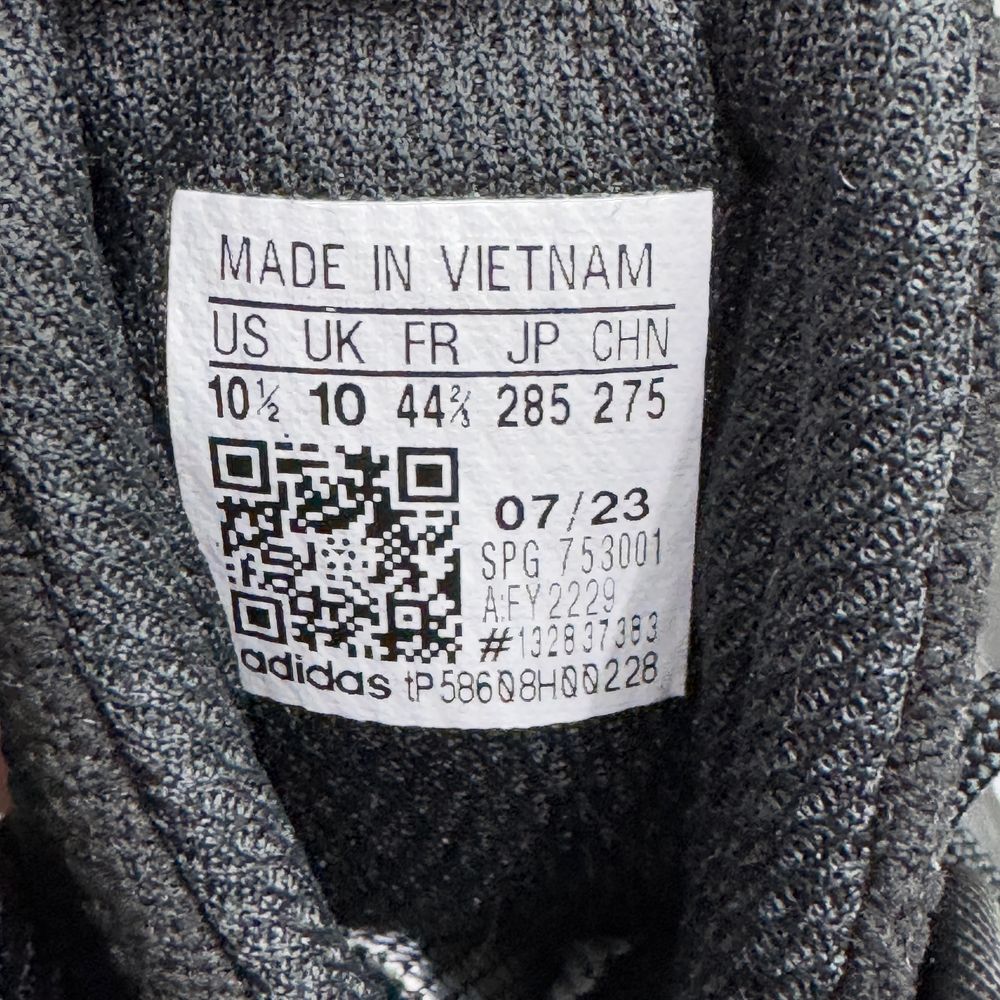 MADE IN VIETNAM
US UK FR JP CHN
10½ 10 44⅔ 285 275
07/23
SPG 753001
A:FY2229
#132837383
adidas tP58608H00228